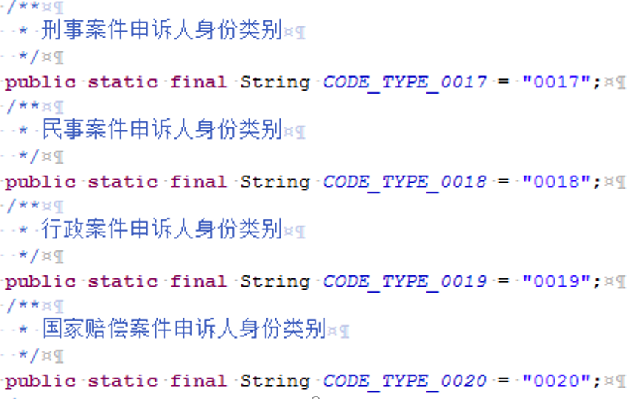 /**
* 刑事案件申诉人身份类别
*/
public static final String CODE_TYPE_0017 = "0017";
/**
* 民事案件申诉人身份类别
*/
public static final String CODE_TYPE_0018 = "0018";
/**
* 行政案件申诉人身份类别
*/
public static final String CODE_TYPE_0019 = "0019";
/**
* 国家赔偿案件申诉人身份类别
*/
public static final String CODE_TYPE_0020 = "0020";